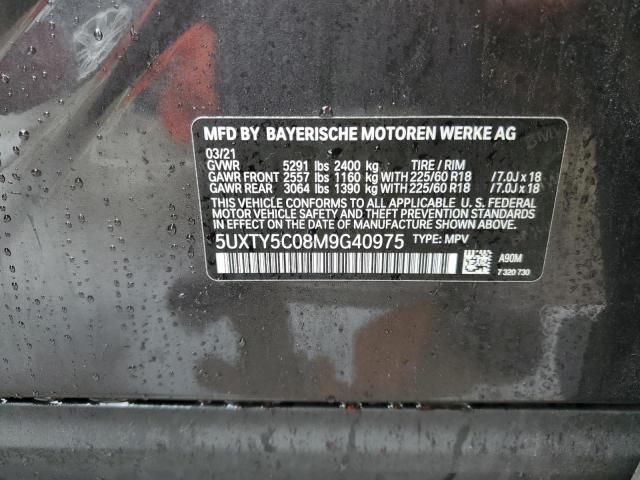 MFD BY BAYERISCHE MOTOREN WERKE AG
03/21
GVWR 5291 lbs 2400 kg TIRE / RIM
GAWR FRONT 2557 lbs 1160 kg WITH 225/60 R18 / 7.0J x 18
GAWR REAR 3064 lbs 1390 kg WITH 225/60 R18 / 7.0J x 18
THIS VEHICLE CONFORMS TO ALL APPLICABLE U. S. FEDERAL
MOTOR VEHICLE SAFETY AND THEFT PREVENTION STANDARDS
IN EFFECT ON THE DATE OF MANUFACTURE SHOWN ABOVE.
5UXTY5C08M9G40975 TYPE: MPV
A90M
7 320 730